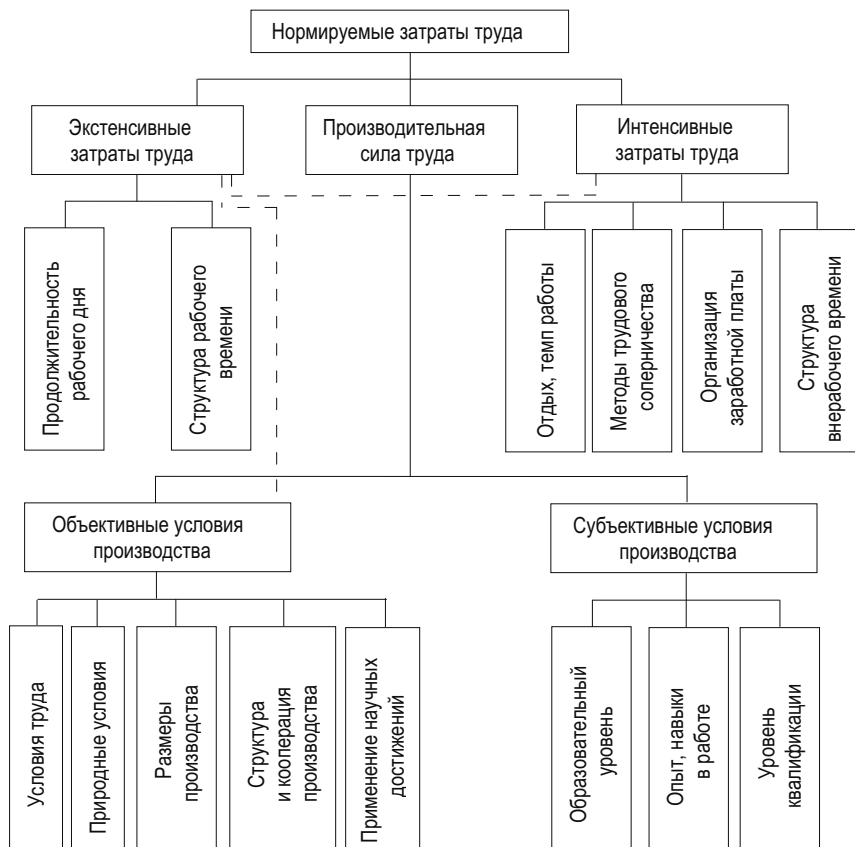 Нормируемые затраты труда
Экстенсивные
затраты труда
Производительная
сила труда
Интенсивные
затраты труда
Продолжительность
рабочего дня
Структура рабочего
времени
Отдых, темп работы
Методы трудового
соперничества
Организация
заработной платы
Структура
внерабочего времени
Объективные условия
производства
Субъективные условия
производства
Условия труда
Природные условия
Размеры
производства
Структура
и кооперация
производства
Применение научных
достижений
Образовательный
уровень
Опыт, навыки
в работе
Уровень
квалификации